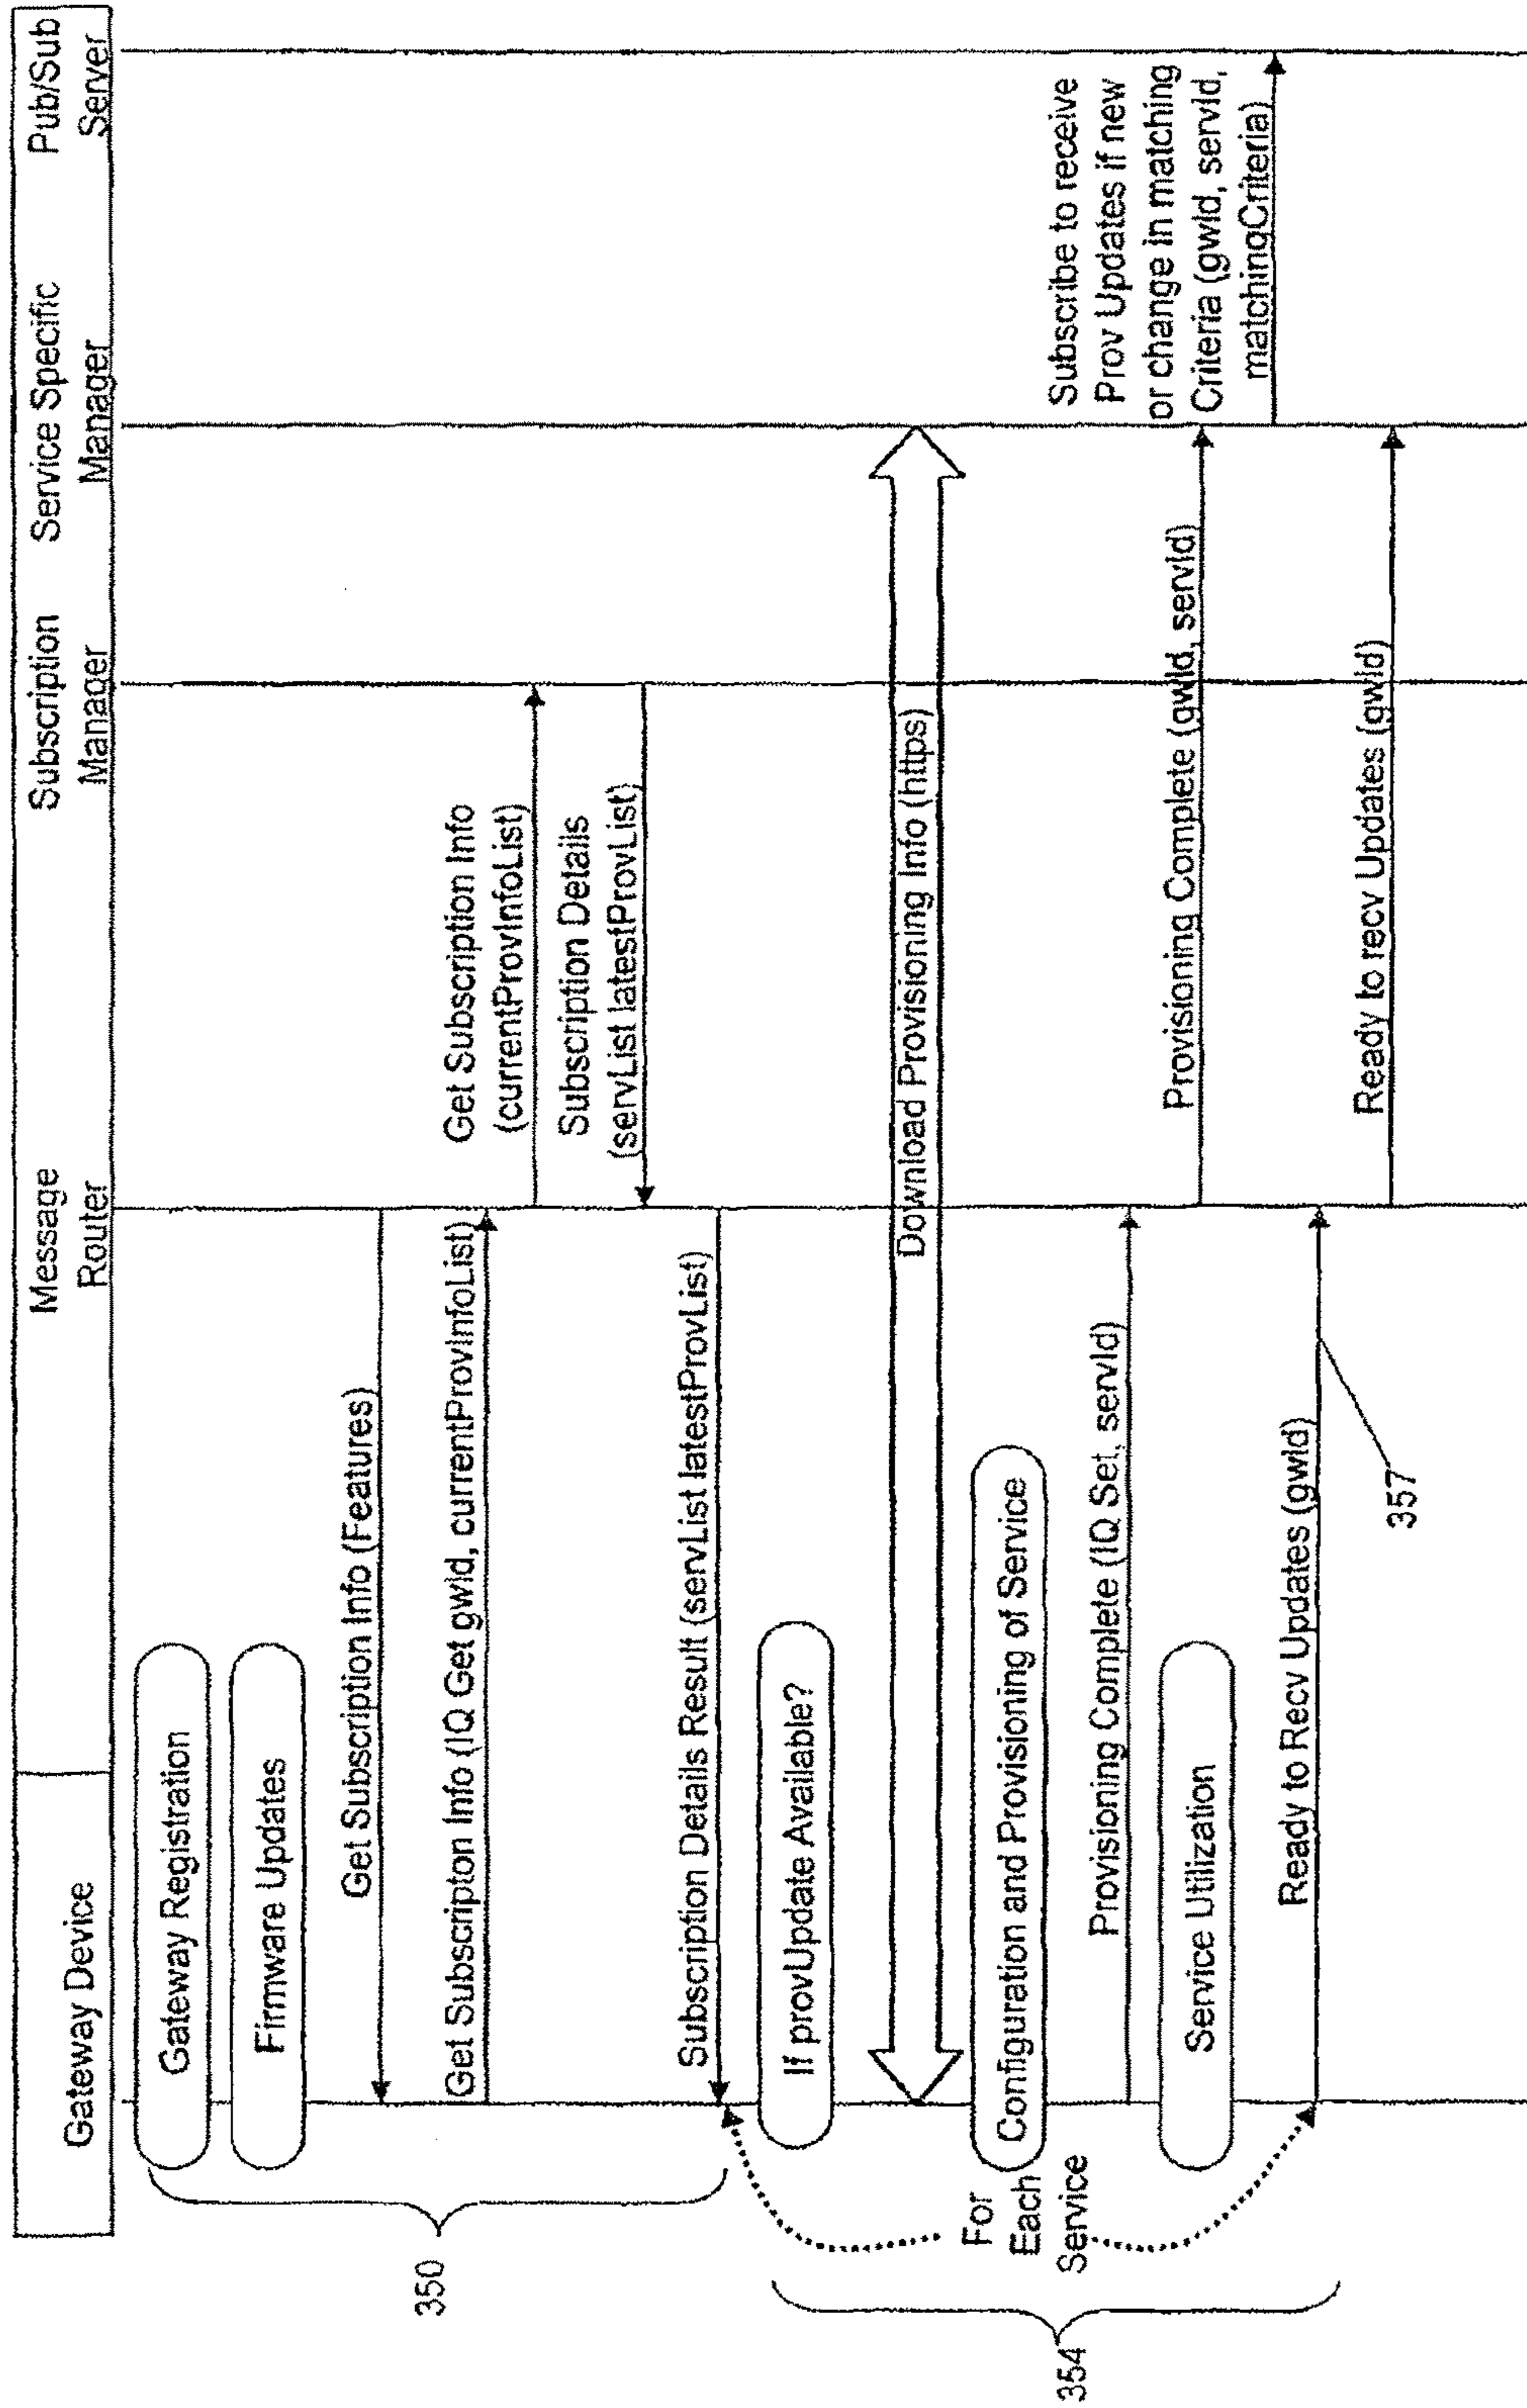 Gateway Device
Message
Router
Subscription
Manager
Service Specific
Manager
Pub/Sub
Server
Gateway Registration
Firmware Updates
Get Subscription Info (Features)
Get Subscripton Info (IQ Get gwId, currentProvInfoList)
Get Subscription Info
(currentProvInfoList)
Subscription Details
(servList latestProvList)
Subscription Details Result (servList latestProvList)
350
If provUpdate Available?
Download Provisioning Info (https)
For
Each
Service
Configuration and Provisioning of Service
Provisioning Complete (IQ Set, servId)
Provisioning Complete (gwId, servId)
Subscribe to receive
Prov Updates if new
or change in matching
Criteria (gwId, servId,
matchingCriteria)
Service Utilization
Ready to Recv Updates (gwId)
357
Ready to recv Updates (gwId)
354